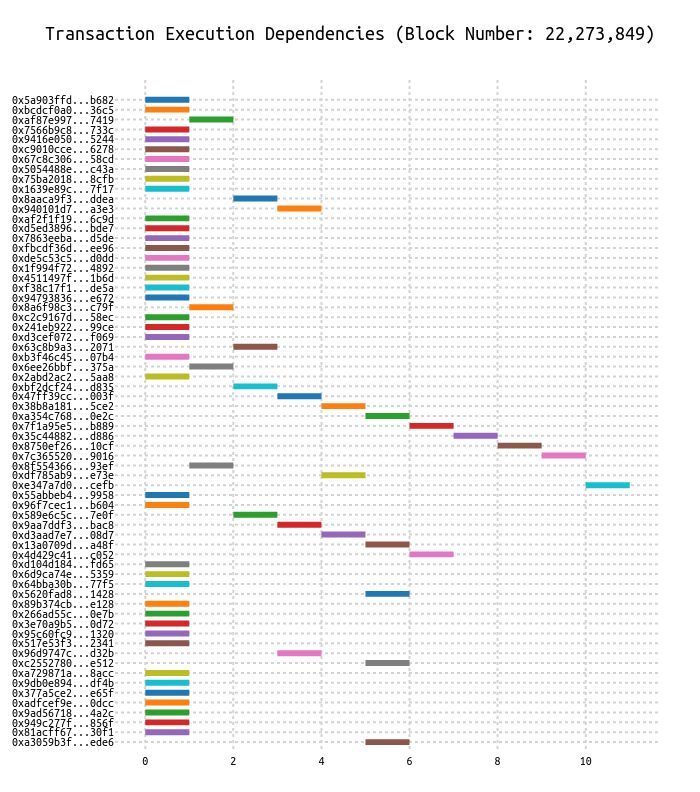 Transaction Execution Dependencies (Block Number: 22,273,849)
0x5a903ffd...b682
0xbcdcf0a0...36c5
0xaf87e997...7419
0x7566b9c8...733c
0x9416e050...5244
0xc9010cce...6278
0x67c8c306...58cd
0x5054488e...c43a
0x75ba2018...8cfb
0x1639e89c...7f17
0x8aaca9f3...ddea
0x940101d7...a3e3
0xaf2f1f19...6c9d
0xd5ed3896...bde7
0x7863eeba...d5de
0xfbcdf36d...ee96
0xde5c53c5...d0dd
0x1f994f72...4892
0x4511497f...1b6d
0xf38c17f1...de5a
0x94793836...e672
0x8a6f98c3...c79f
0xc2c9167d...58ec
0x241eb922...99ce
0xd3cef072...f069
0x63c8b9a3...2071
0xb3f46c45...07b4
0x6ee26bbf...375a
0x2abd2ac2...5aa8
0xbf2dcf24...d835
0x47ff39cc...003f
0x38b8a181...5ce2
0xa354c768...0e2c
0x7f1a95e5...b889
0x35c44882...d886
0x8750ef26...10cf
0x7c365520...9016
0x8f554366...93ef
0xdf785ab9...e73e
0xe347a7d0...cefb
0x55abbeb4...9958
0x96f7cec1...b604
0x589e6c5c...7e0f
0x9aa7ddf3...bac8
0xd3aad7e7...08d7
0x13a0709d...a48f
0x4d429c41...c052
0xd104d184...fd65
0x6d9ca74e...5359
0x64bba30b...77f5
0x5620fad8...1428
0x89b374cb...e128
0x266ad55c...0e7b
0x3e70a9b5...0d72
0x95c60fc9...1320
0x517e53f3...2341
0x96d9747c...d32b
0xc2552780...e512
0xa729871a...8acc
0x9db0e894...df4b
0x377a5ce2...e65f
0xadfcef9e...0dcc
0x9ad56718...4a2c
0x949c277f...856f
0x81acff67...30f1
0xa3059b3f...ede6
0 2 4 6 8 10